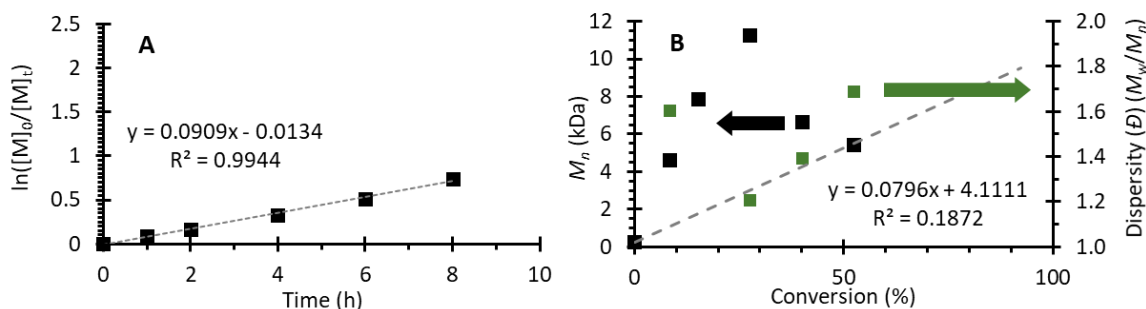 A
ln([M]₀/[M]ₜ)
2.5
2
1.5
1
0.5
0
y = 0.0909x - 0.0134
R² = 0.9944
0 2 4 6 8 10
Time (h)
B
Mₙ (kDa)
12
10
8
6
4
2
0
y = 0.0796x + 4.1111
R² = 0.1872
2.0
1.8
1.6
1.4
1.2
1.0
Dispersity (Đ) (M_w/M_n)
0 50 100
Conversion (%)